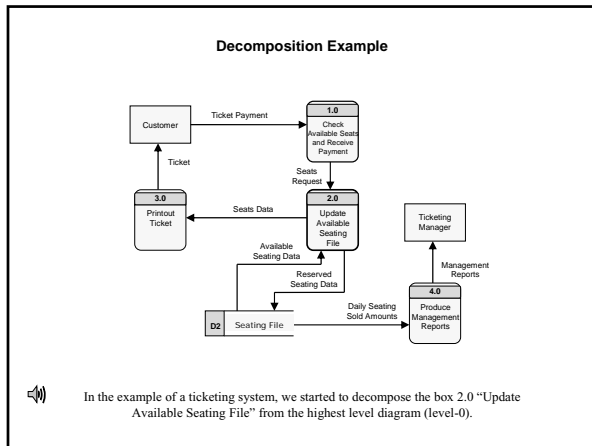 Decomposition Example
Customer
Ticket Payment
1.0
Check
Available Seats
and Receive
Payment
Ticket
Seats
Request
3.0
Printout
Ticket
Seats Data
2.0
Update
Available
Seating
File
Ticketing
Manager
Available
Seating Data
Reserved
Seating Data
Management
Reports
4.0
Produce
Management
Reports
Daily Seating
Sold Amounts
D2
Seating File
In the example of a ticketing system, we started to decompose the box 2.0 “Update
Available Seating File” from the highest level diagram (level-0).